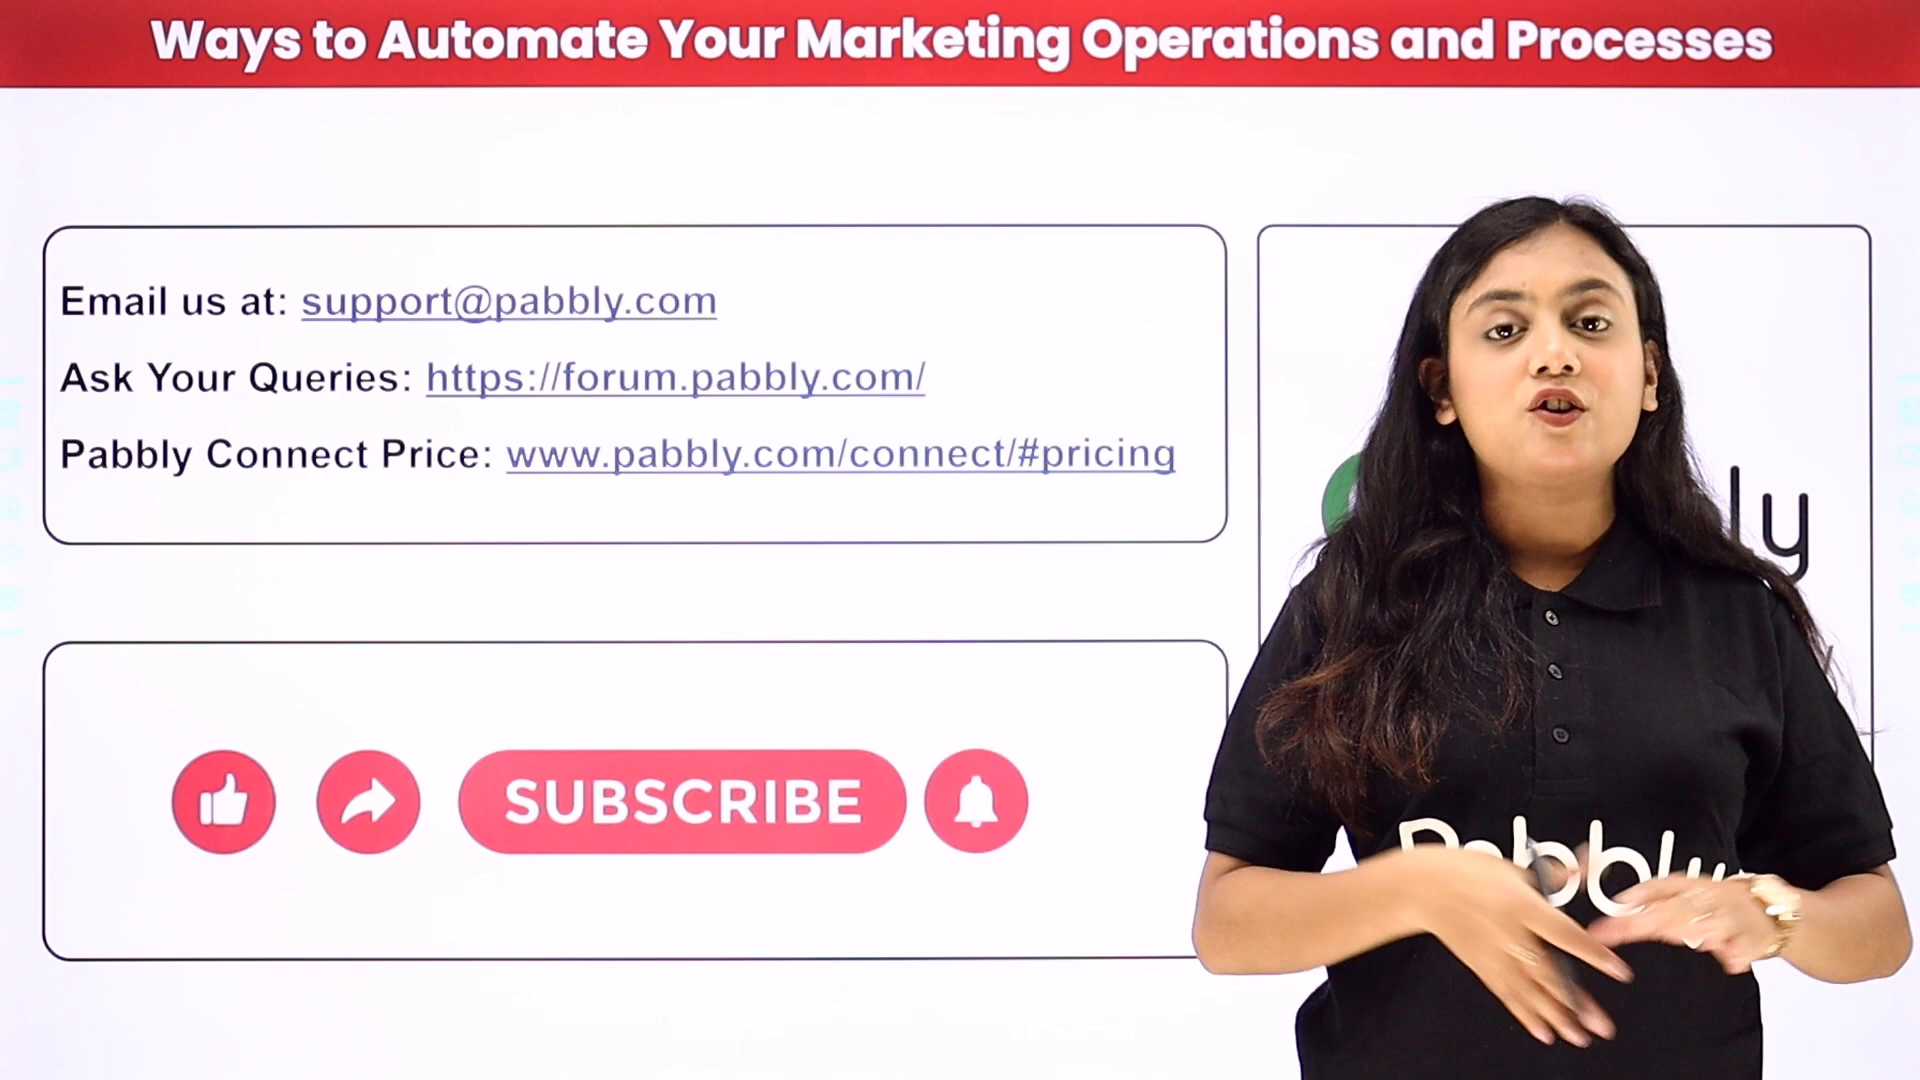 Ways to Automate Your Marketing Operations and Processes
Email us at: support@pabbly.com
Ask Your Queries: https://forum.pabbly.com/
Pabbly Connect Price: www.pabbly.com/connect/#pricing
SUBSCRIBE
Pabbly